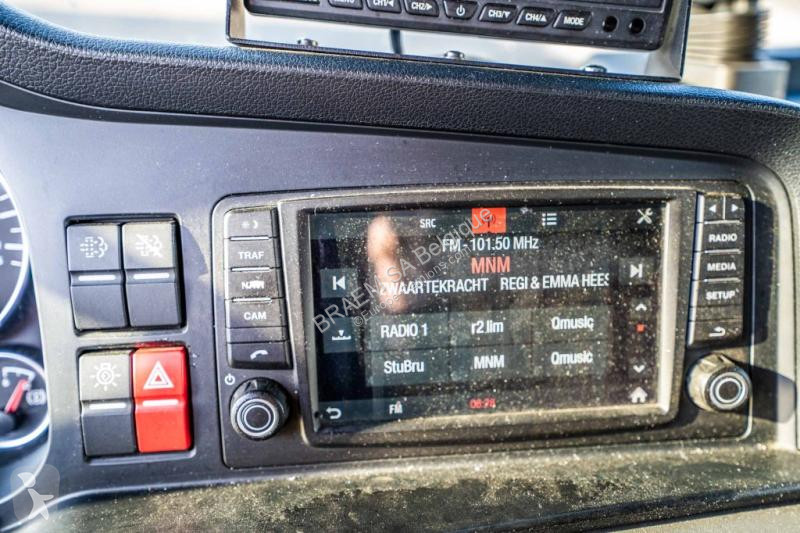 CH1/◄ CH2/► CH3/▼ CH4/▲ MODE
SRC
FM - 101.50 MHz
MNM
ZWAARTEKRACHT REGI & EMMA HEES
RADIO 1 r2.lim Qmusic
StuBru MNM Qmusic
FM
TRAF
NAVI
CAM
RADIO
MEDIA
SETUP
BRAEM SA Belgique